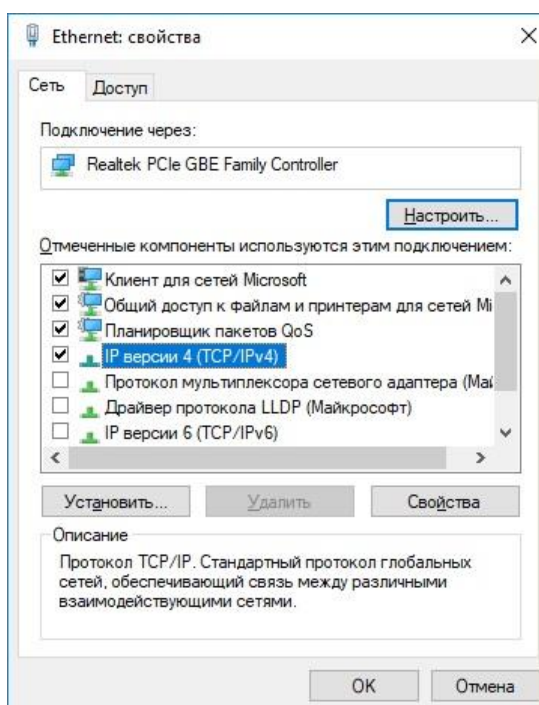 Ethernet: свойства
Сеть Доступ
Подключение через:
Realtek PCIe GBE Family Controller
Настроить...
Отмеченные компоненты используются этим подключением:
Клиент для сетей Microsoft
Общий доступ к файлам и принтерам для сетей Mi
Планировщик пакетов QoS
IP версии 4 (TCP/IPv4)
Протокол мультиплексора сетевого адаптера (Май
Драйвер протокола LLDP (Майкрософт)
IP версии 6 (TCP/IPv6)
Установить... Удалить Свойства
Описание
Протокол TCP/IP. Стандартный протокол глобальных
сетей, обеспечивающий связь между различными
взаимодействующими сетями.
OK Отмена